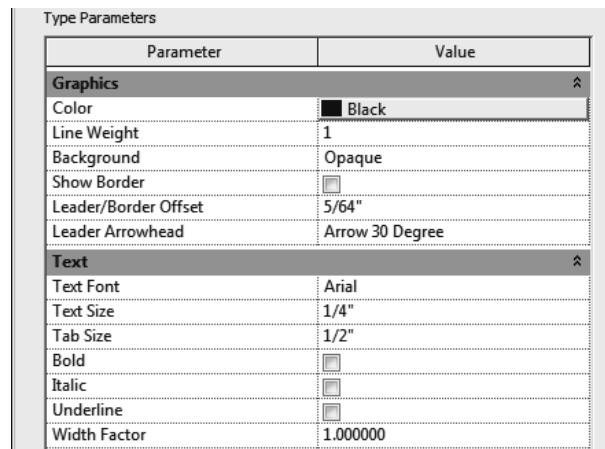 Type Parameters
Parameter Value
Graphics
Color Black
Line Weight 1
Background Opaque
Show Border
Leader/Border Offset 5/64"
Leader Arrowhead Arrow 30 Degree
Text
Text Font Arial
Text Size 1/4"
Tab Size 1/2"
Bold
Italic
Underline
Width Factor 1.000000